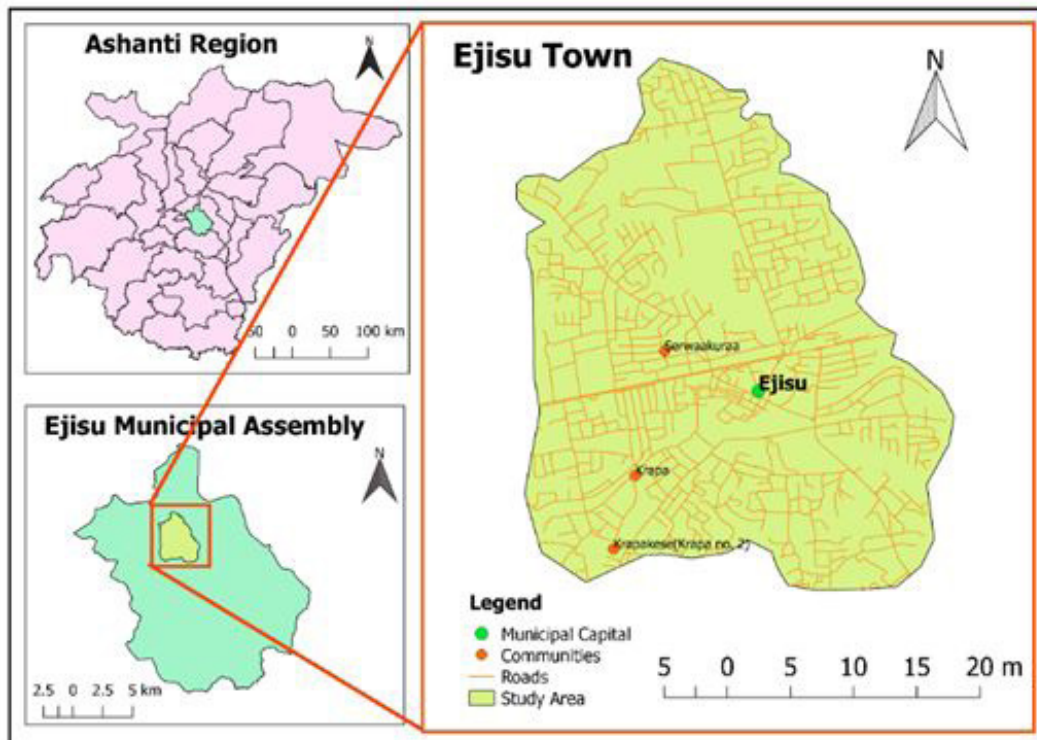 Ashanti Region
N
50 0 50 100 km
Ejisu Municipal Assembly
N
2.5 0 2.5 5 km
Ejisu Town
N
Serwaakuraa
Ejisu
Krapa
Krapakese(Krapa no. 2)
Legend
Municipal Capital
Communities
Roads
Study Area
5 0 5 10 15 20 m